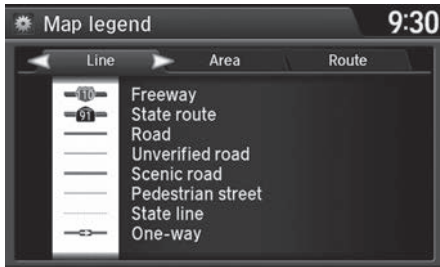 Map legend 9:30
Line Area Route
110 Freeway
91 State route
Road
Unverified road
Scenic road
Pedestrian street
State line
One-way